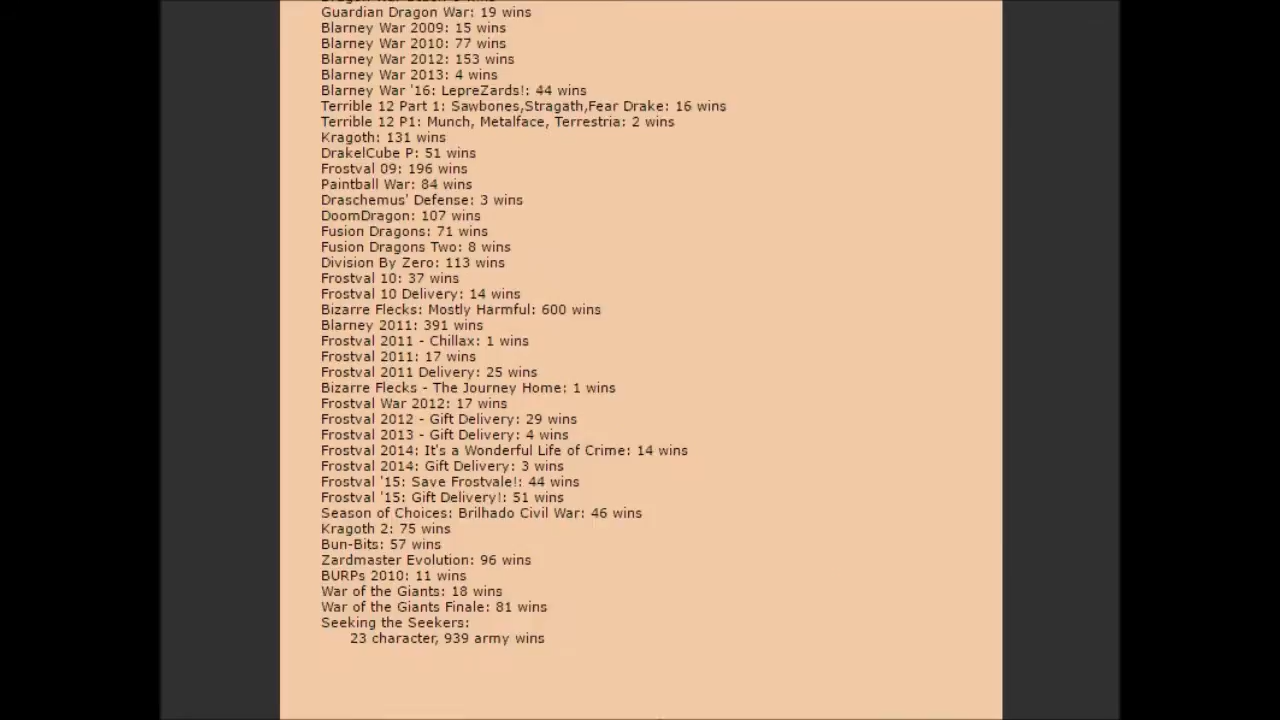 Guardian Dragon War: 19 wins
Blarney War 2009: 15 wins
Blarney War 2010: 77 wins
Blarney War 2012: 153 wins
Blarney War 2013: 4 wins
Blarney War '16: LepreZards!: 44 wins
Terrible 12 Part 1: Sawbones,Stragath,Fear Drake: 16 wins
Terrible 12 P1: Munch, Metalface, Terrestria: 2 wins
Kragoth: 131 wins
DrakelCube P: 51 wins
Frostval 09: 196 wins
Paintball War: 84 wins
Draschemus' Defense: 3 wins
DoomDragon: 107 wins
Fusion Dragons: 71 wins
Fusion Dragons Two: 8 wins
Division By Zero: 113 wins
Frostval 10: 37 wins
Frostval 10 Delivery: 14 wins
Bizarre Flecks: Mostly Harmful: 600 wins
Blarney 2011: 391 wins
Frostval 2011 - Chillax: 1 wins
Frostval 2011: 17 wins
Frostval 2011 Delivery: 25 wins
Bizarre Flecks - The Journey Home: 1 wins
Frostval War 2012: 17 wins
Frostval 2012 - Gift Delivery: 29 wins
Frostval 2013 - Gift Delivery: 4 wins
Frostval 2014: It's a Wonderful Life of Crime: 14 wins
Frostval 2014: Gift Delivery: 3 wins
Frostval '15: Save Frostvale!: 44 wins
Frostval '15: Gift Delivery!: 51 wins
Season of Choices: Brilhado Civil War: 46 wins
Kragoth 2: 75 wins
Bun-Bits: 57 wins
Zardmaster Evolution: 96 wins
BURPs 2010: 11 wins
War of the Giants: 18 wins
War of the Giants Finale: 81 wins
Seeking the Seekers:
23 character, 939 army wins